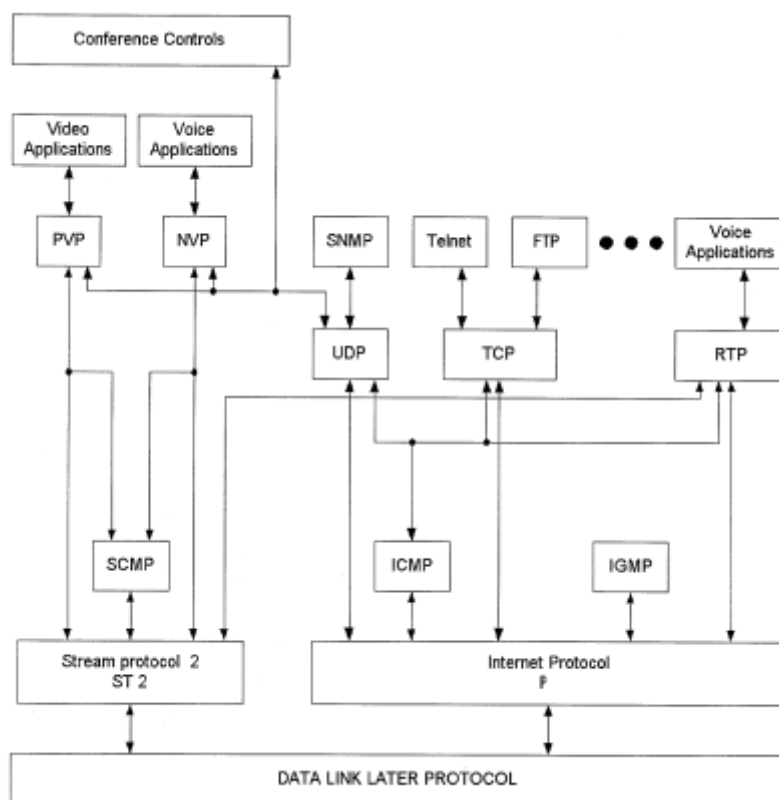 Conference Controls
Video
Applications
Voice
Applications
PVP
NVP
SNMP
Telnet
FTP
Voice
Applications
UDP
TCP
RTP
SCMP
ICMP
IGMP
Stream protocol 2
ST 2
Internet Protocol
P
DATA LINK LATER PROTOCOL